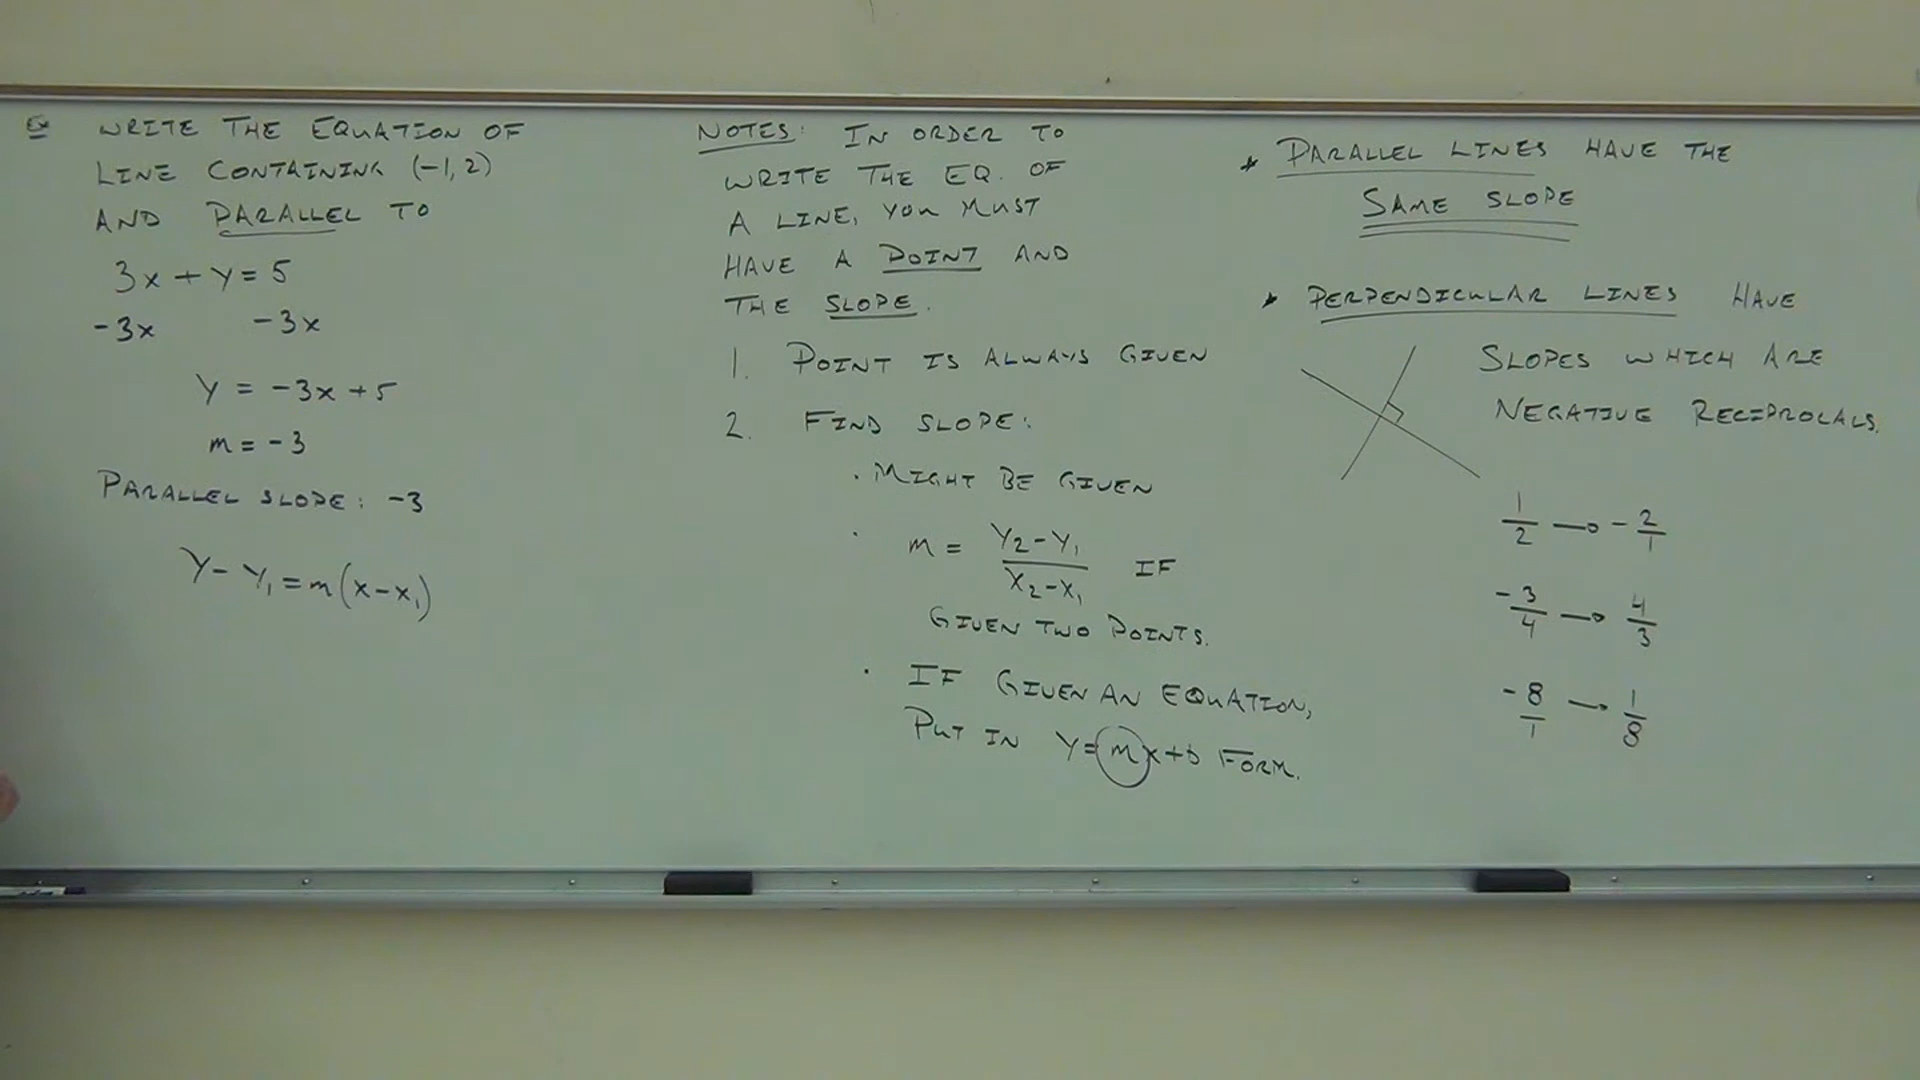 Ex WRITE THE EQUATION OF
LINE CONTAINING (-1,2)
AND PARALLEL TO
3x + y = 5
-3x -3x
y = -3x + 5
m = -3
PARALLEL SLOPE: -3
y - y₁ = m(x - x₁)
NOTES: IN ORDER TO
WRITE THE EQ. OF
A LINE, YOU MUST
HAVE A POINT AND
THE SLOPE.
1. POINT IS ALWAYS GIVEN
2. FIND SLOPE:
· MIGHT BE GIVEN
· m = (y₂ - y₁)/(x₂ - x₁) IF
GIVEN TWO POINTS.
· IF GIVEN AN EQUATION,
PUT IN y = mx + b FORM.
* PARALLEL LINES HAVE THE
SAME SLOPE
* PERPENDICULAR LINES HAVE
SLOPES WHICH ARE
NEGATIVE RECIPROCALS.
1/2 → -2/1
-3/4 → 4/3
-8/1 → 1/8